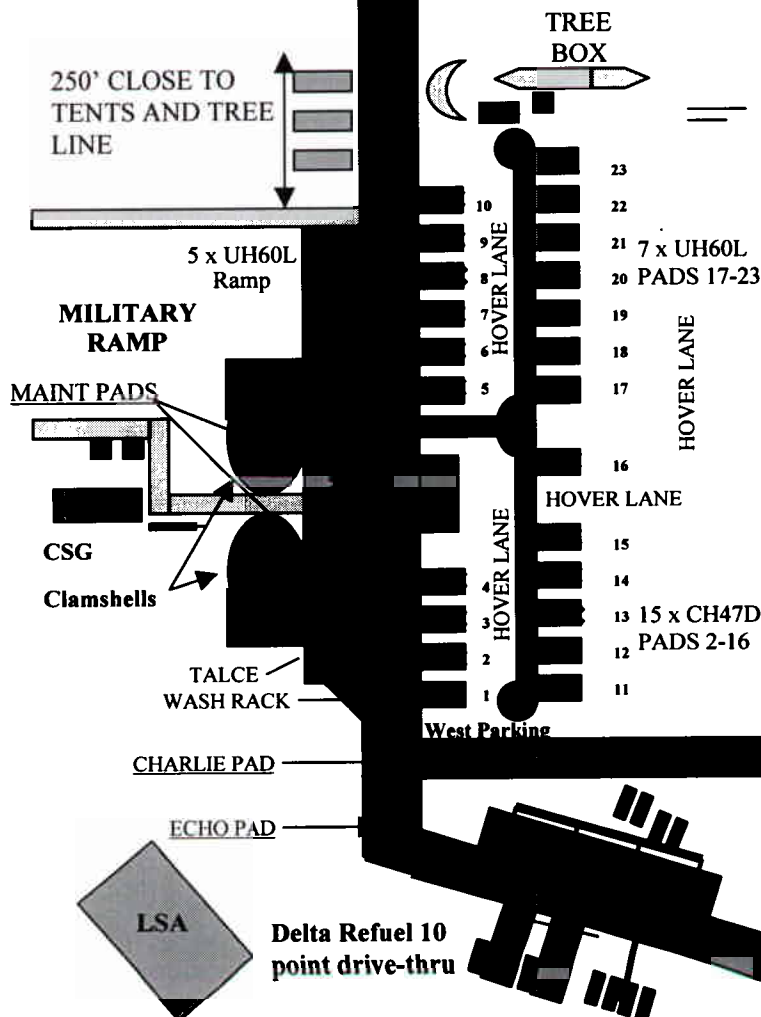 TREE
BOX
250' CLOSE TO
TENTS AND TREE
LINE
23
10
22
9
21
7 x UH60L
8
20
PADS 17-23
7
19
6
18
5
17
HOVER LANE
HOVER LANE
5 x UH60L
Ramp
MILITARY
RAMP
MAINT PADS
16
HOVER LANE
CSG
Clamshells
HOVER LANE
15
4
14
3
13
15 x CH47D
2
12
PADS 2-16
1
11
TALCE
WASH RACK
West Parking
CHARLIE PAD
ECHO PAD
LSA
Delta Refuel 10
point drive-thru